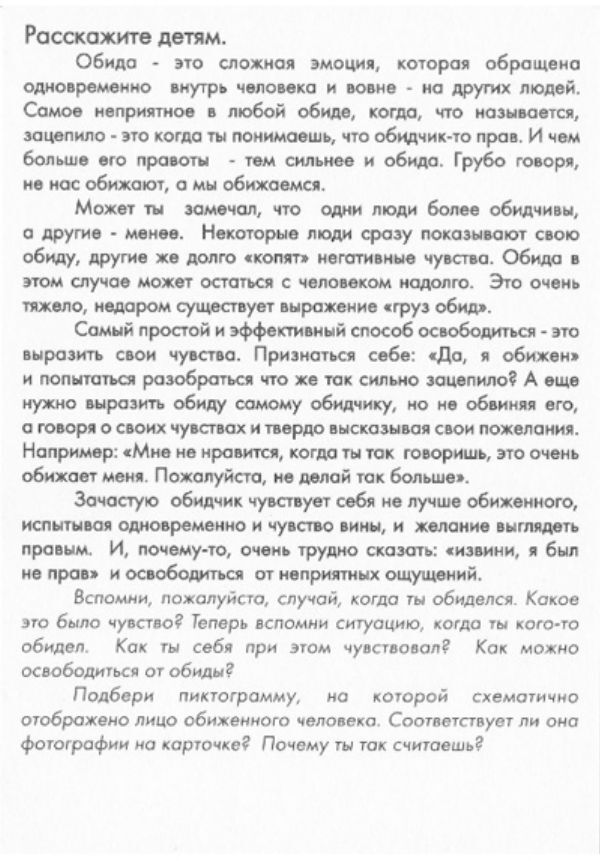 Расскажите детям.
Обида - это сложная эмоция, которая обращена
одновременно внутрь человека и вовне - на других людей.
Самое неприятное в любой обиде, когда, что называется,
зацепило - это когда ты понимаешь, что обидчик-то прав. И чем
больше его правоты - тем сильнее и обида. Грубо говоря,
не нас обижают, а мы обижаемся.
Может ты замечал, что одни люди более обидчивы,
а другие - менее. Некоторые люди сразу показывают свою
обиду, другие же долго «копят» негативные чувства. Обида в
этом случае может остаться с человеком надолго. Это очень
тяжело, недаром существует выражение «груз обид».
Самый простой и эффективный способ освободиться - это
выразить свои чувства. Признаться себе: «Да, я обижен»
и попытаться разобраться что же так сильно зацепило? А еще
нужно выразить обиду самому обидчику, но не обвиняя его,
а говоря о своих чувствах и твердо высказывая свои пожелания.
Например: «Мне не нравится, когда ты так говоришь, это очень
обижает меня. Пожалуйста, не делай так больше».
Зачастую обидчик чувствует себя не лучше обиженного,
испытывая одновременно и чувство вины, и желание выглядеть
правым. И, почему-то, очень трудно сказать: «извини, я был
не прав» и освободиться от неприятных ощущений.
Вспомни, пожалуйста, случай, когда ты обиделся. Какое
это было чувство? Теперь вспомни ситуацию, когда ты кого-то
обидел. Как ты себя при этом чувствовал? Как можно
освободиться от обиды?
Подбери пиктограмму, на которой схематично
отображено лицо обиженного человека. Соответствует ли она
фотографии на карточке? Почему ты так считаешь?